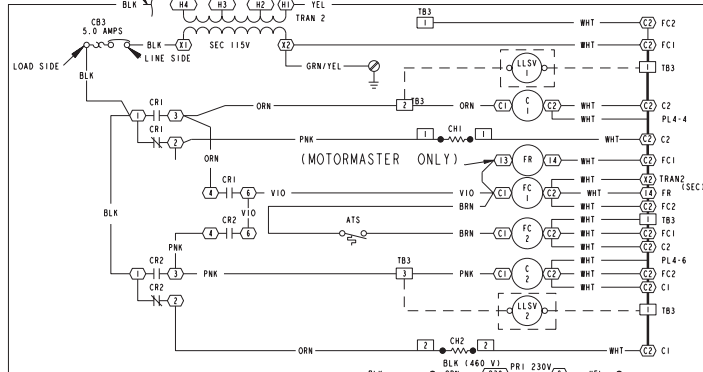 BLK H4 H3 H2 H1 YEL
TRAN 2
TB3
1 WHT C2 FC2
CB3
5.0 AMPS
BLK X1 SEC 115V X2 WHT C2 FC1
LINE SIDE
LOAD SIDE
GRN/YEL
LLSV
1
1 TB3
BLK
CR1
1 3 ORN 2 TB3 ORN C1 C
1 C2 WHT C2 C2
WHT PL4-4
CR1
2 PNK 1 CH1 1 WHT C2 C2
ORN
(MOTORMASTER ONLY)
13 FR 14 WHT C2 FC1
CR1
4 6 VIO VIO C1 FC
1 C2
WHT X2 TRAN2
(SEC)
WHT 14 FR
WHT C2 FC2
BLK
VIO
BRN
CR2
4 6
ATS
BRN C1 FC
2 C2
WHT 1 TB3
WHT C2 FC1
WHT C2 C2
PNK
CR2
1 3 PNK
TB3
3 PNK C1 C
2 C2
WHT PL4-6
WHT C2 FC2
WHT C2 C1
CR2
2
LLSV
2
1 TB3
ORN 2 CH2 2 WHT C2 C1
BLK (460 V)
PRI 230V